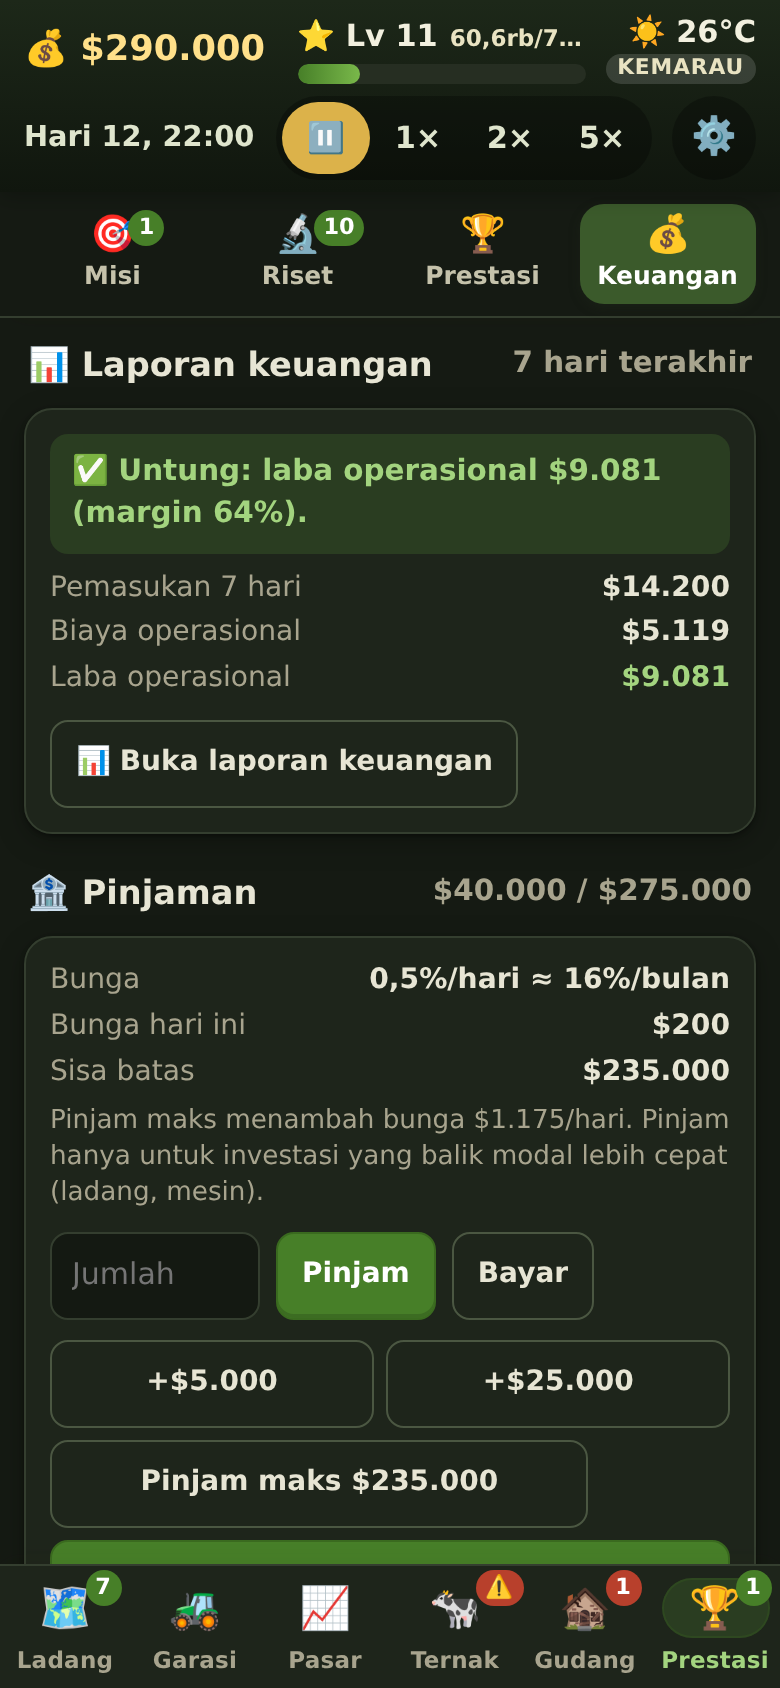 $290.000
Lv 11 60,6rb/7...
26°C
KEMARAU
Hari 12, 22:00
1×
2×
5×
1
Misi
10
Riset
Prestasi
Keuangan
Laporan keuangan
7 hari terakhir
Untung: laba operasional $9.081
(margin 64%).
Pemasukan 7 hari
$14.200
Biaya operasional
$5.119
Laba operasional
$9.081
Buka laporan keuangan
Pinjaman
$40.000 / $275.000
Bunga
0,5%/hari ≈ 16%/bulan
Bunga hari ini
$200
Sisa batas
$235.000
Pinjam maks menambah bunga $1.175/hari. Pinjam
hanya untuk investasi yang balik modal lebih cepat
(ladang, mesin).
Jumlah
Pinjam
Bayar
+$5.000
+$25.000
Pinjam maks $235.000
7
Ladang
Garasi
Pasar
Ternak
1
Gudang
1
Prestasi